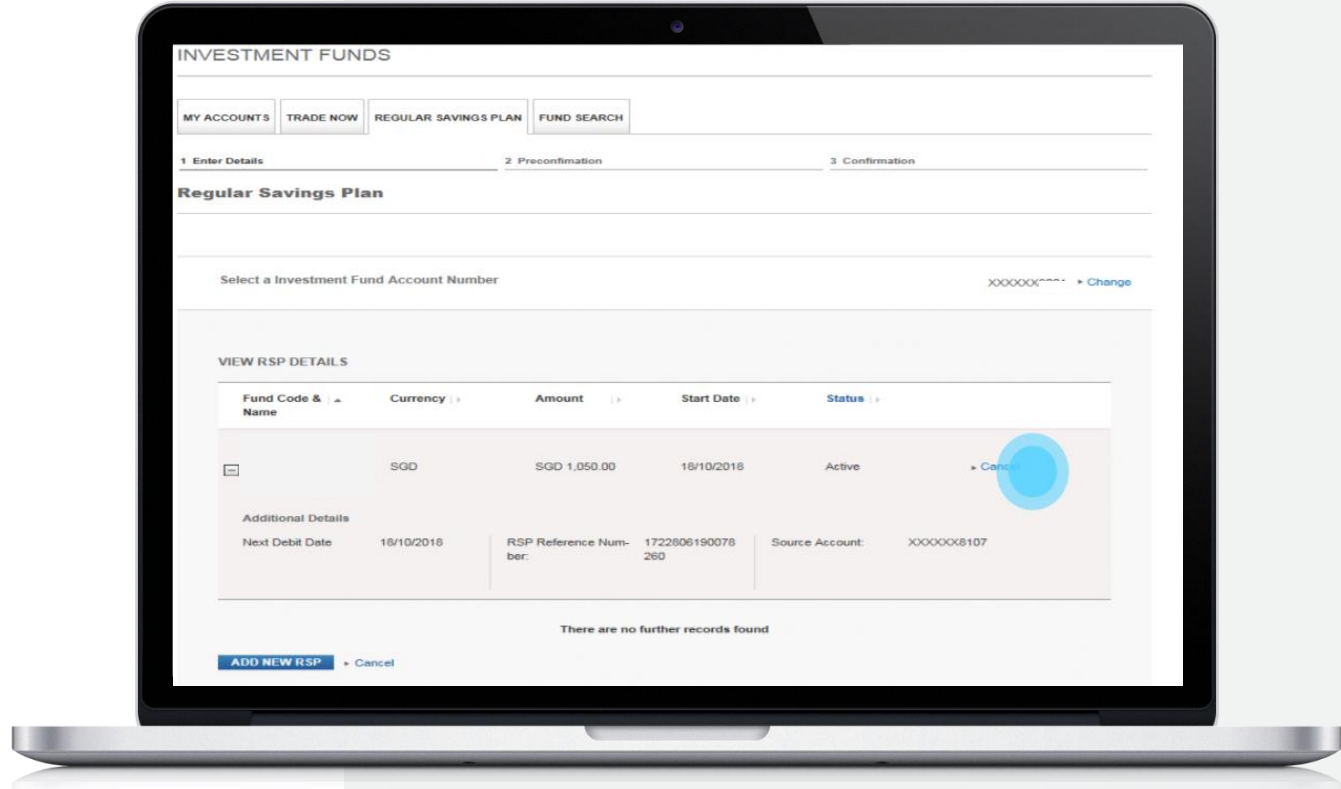 INVESTMENT FUNDS
MY ACCOUNTS TRADE NOW REGULAR SAVINGS PLAN FUND SEARCH
1 Enter Details 2 Preconfimation 3 Confirmation
Regular Savings Plan
Select a Investment Fund Account Number
XXXXXX Change
VIEW RSP DETAILS
Fund Code & Currency Amount Start Date Status
Name
SGD SGD 1,050.00 18/10/2018 Active Cancel
Additional Details
Next Debit Date 18/10/2018 RSP Reference Num- 1722806190078 Source Account: XXXXXX8107
ber: 260
There are no further records found
ADD NEW RSP Cancel